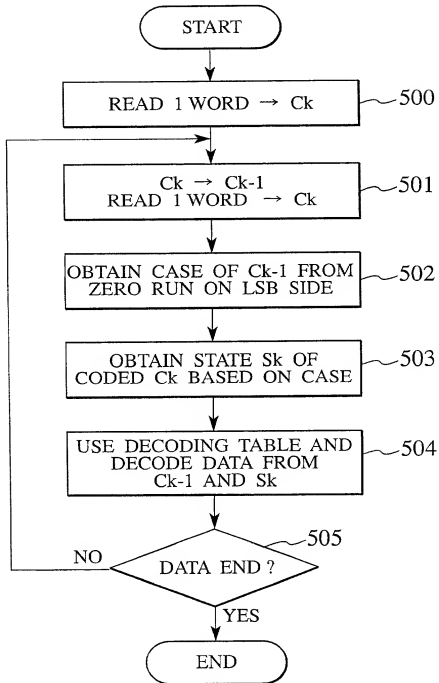 START
READ 1 WORD → Ck
500
Ck → Ck-1
READ 1 WORD → Ck
501
OBTAIN CASE OF Ck-1 FROM
ZERO RUN ON LSB SIDE
502
OBTAIN STATE Sk OF
CODED Ck BASED ON CASE
503
USE DECODING TABLE AND
DECODE DATA FROM
Ck-1 AND Sk
504
505
NO
DATA END ?
YES
END